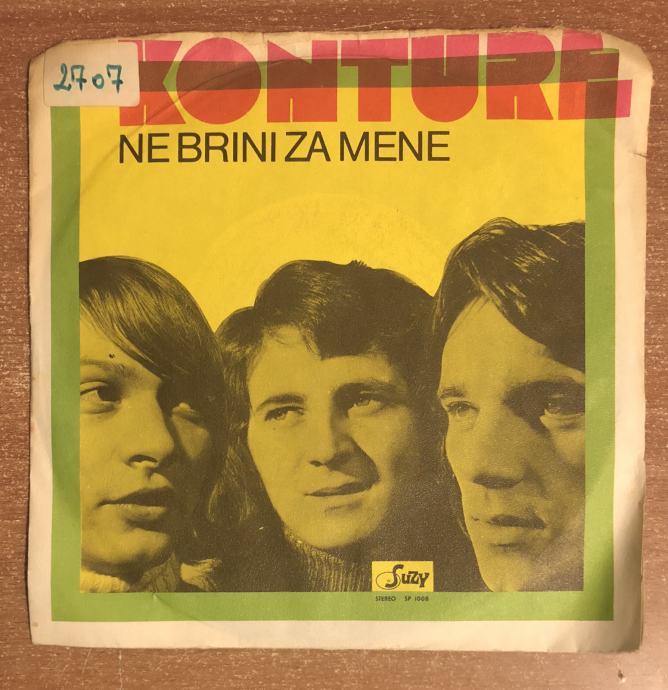 2707
KONTURE
NE BRINI ZA MENE
Suzy
STEREO SP 1008